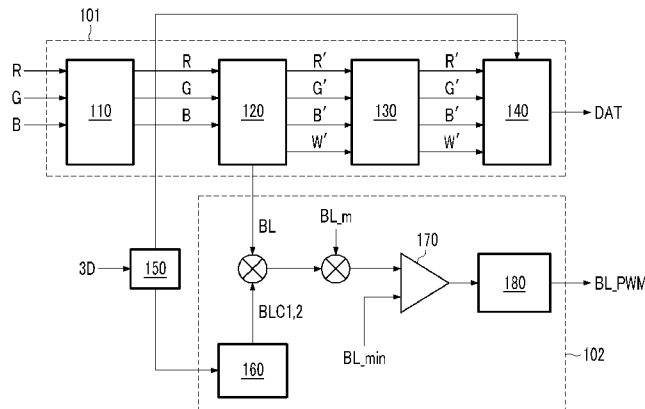 101
R R R′ R′
G G G′ G′
B B B′ B′
W′ W′
110 120 130 140 DAT
BL BL_m
170
3D 150
180 BL_PWM
BLC1,2
160 BL_min 102